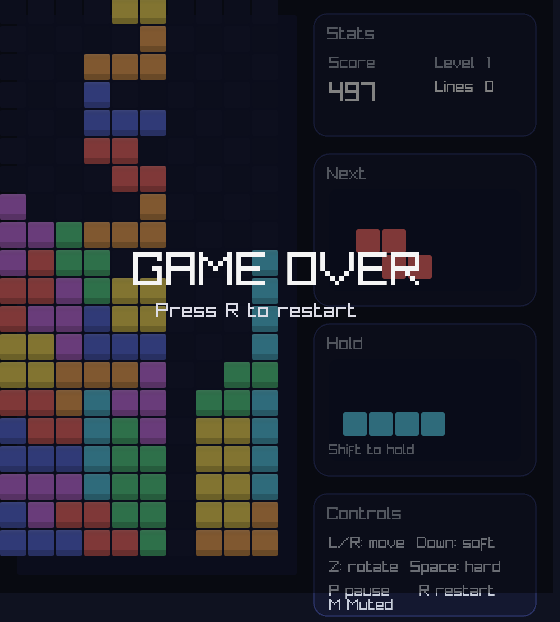 Stats
Score Level 1
497 Lines 0
Next
GAME OVER
Press R to restart
Hold
Shift to hold
Controls
L/R: move Down: soft
Z: rotate Space: hard
P pause R restart
M Muted